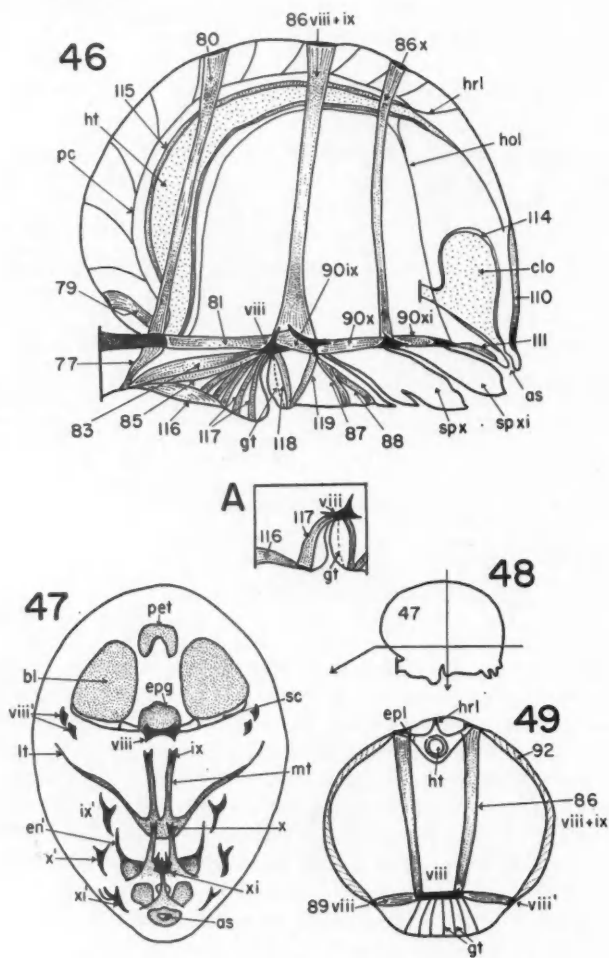 46
80
86 viii + ix
86 x
115
ht
pc
hrl
hol
114
clo
110
79
81
viii
90 ix
90 x
90 xi
111
77
83
85
116
117
gt
118
119
87
88
sp x
sp xi
as
A
viii
117
116
gt
47
pet
bl
epg
sc
viii'
viii
ix
lt
mt
ix'
x
en'
x'
xi
xi'
as
48
47
49
hrl
epl
92
ht
86
viii + ix
viii
89 viii
viii'
gt